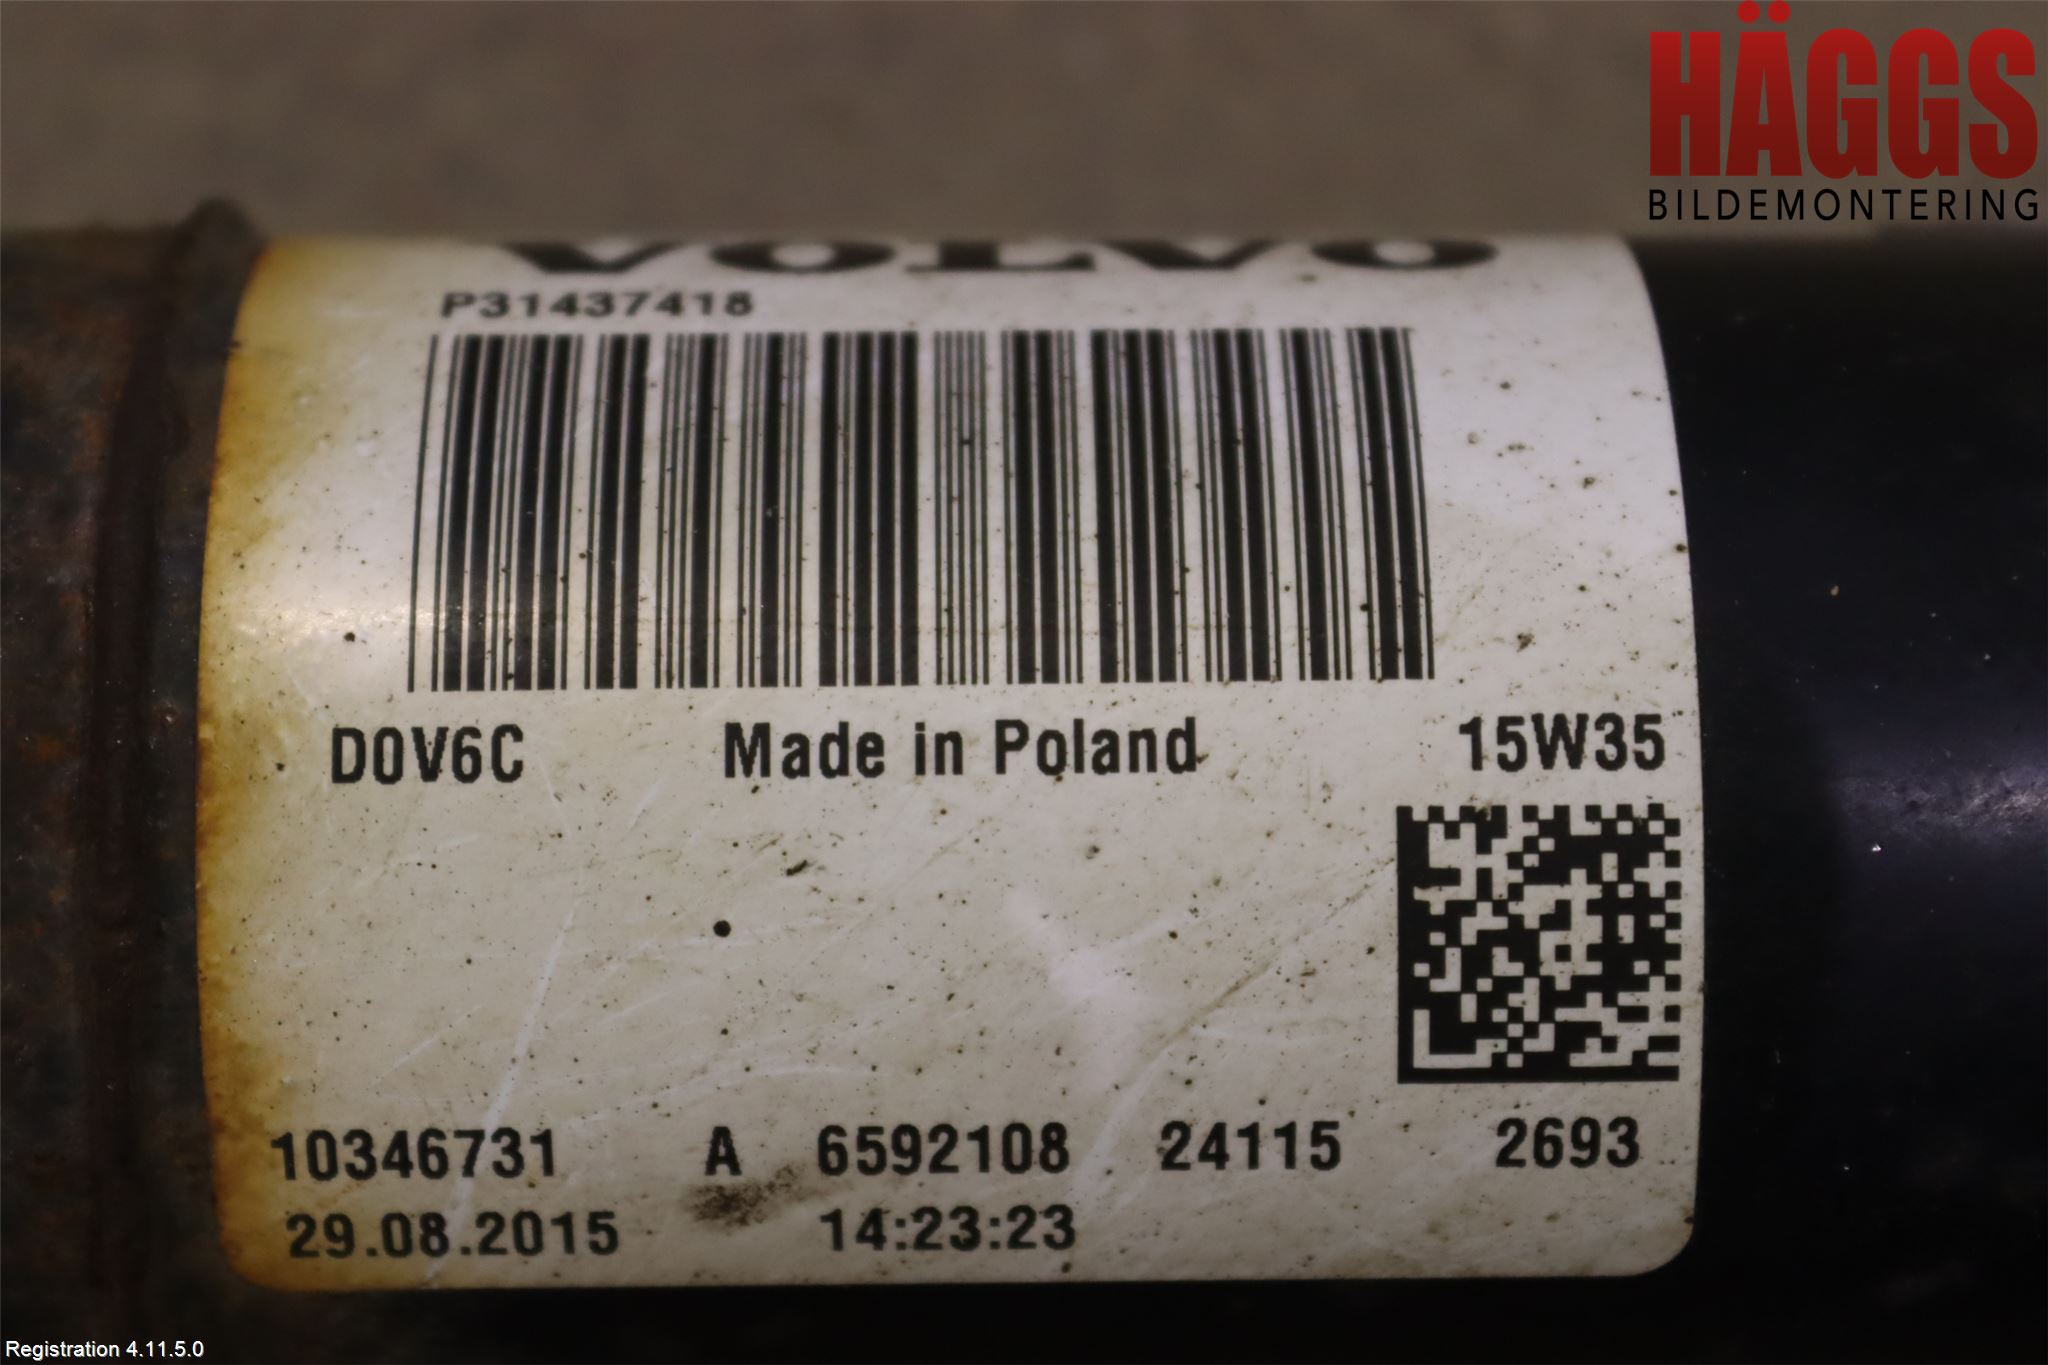 HÄGGS
BILDEMONTERING
VOLVO
P31437418
D0V6C Made in Poland 15W35
10346731 A 6592108 24115 2693
29.08.2015 14:23:23
Registration 4.11.5.0